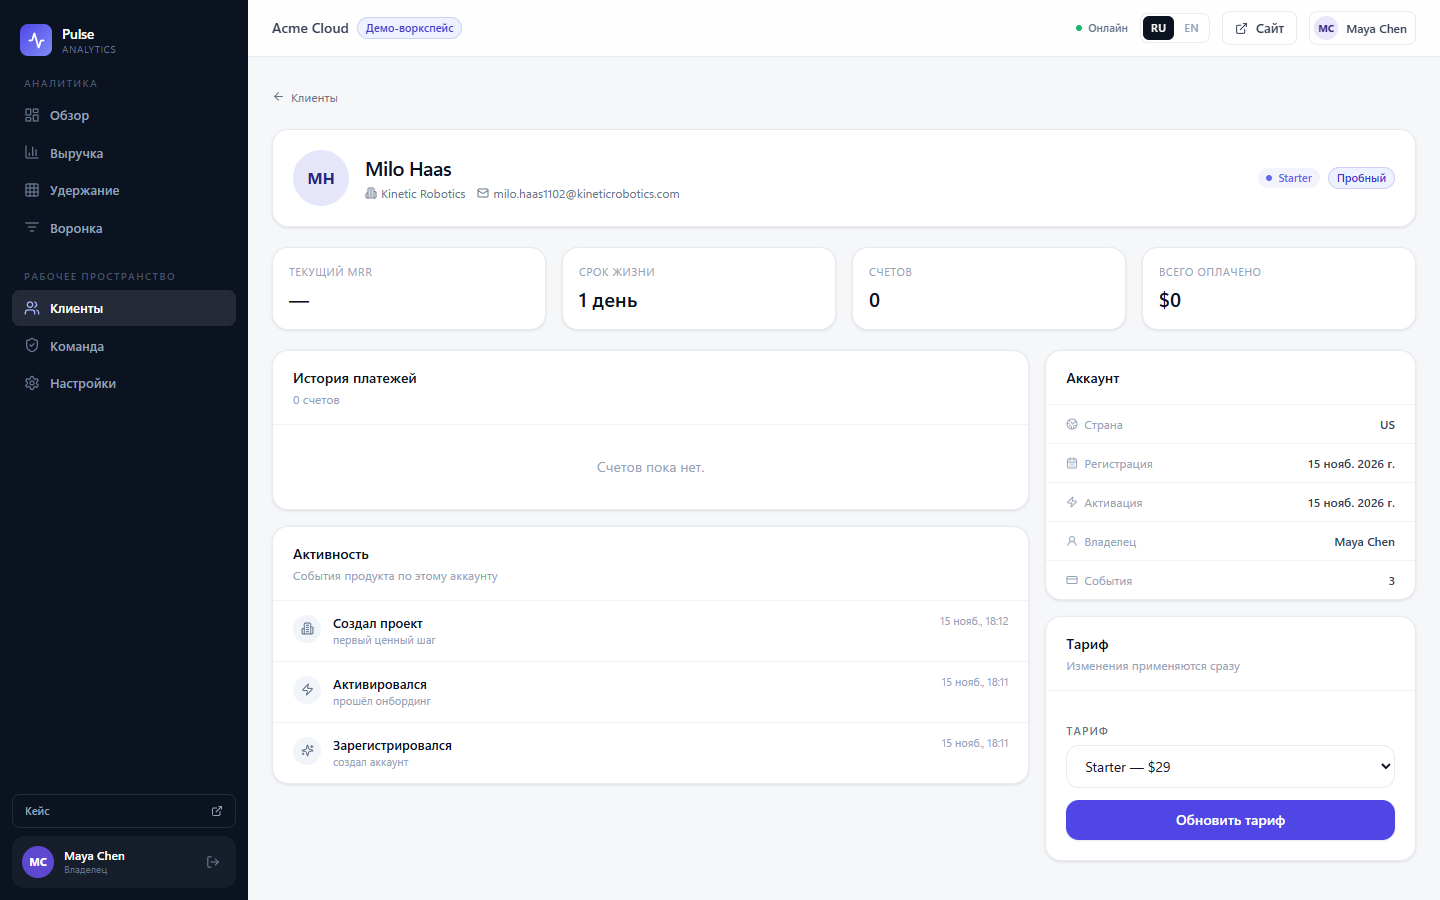 Pulse
ANALYTICS
АНАЛИТИКА
Обзор
Выручка
Удержание
Воронка
РАБОЧЕЕ ПРОСТРАНСТВО
Клиенты
Команда
Настройки
Кейс
MC
Maya Chen
Владелец
Acme Cloud
Демо-воркспейс
Онлайн
RU
EN
Сайт
MC
Maya Chen
Клиенты
MH
Milo Haas
Kinetic Robotics
milo.haas1102@kineticrobotics.com
Starter
Пробный
ТЕКУЩИЙ MRR
—
СРОК ЖИЗНИ
1 день
СЧЕТОВ
0
ВСЕГО ОПЛАЧЕНО
$0
История платежей
0 счетов
Счетов пока нет.
Активность
События продукта по этому аккаунту
Создал проект
первый ценный шаг
15 нояб., 18:12
Активировался
прошёл онбординг
15 нояб., 18:11
Зарегистрировался
создал аккаунт
15 нояб., 18:11
Аккаунт
Страна
US
Регистрация
15 нояб. 2026 г.
Активация
15 нояб. 2026 г.
Владелец
Maya Chen
События
3
Тариф
Изменения применяются сразу
ТАРИФ
Starter — $29
Обновить тариф